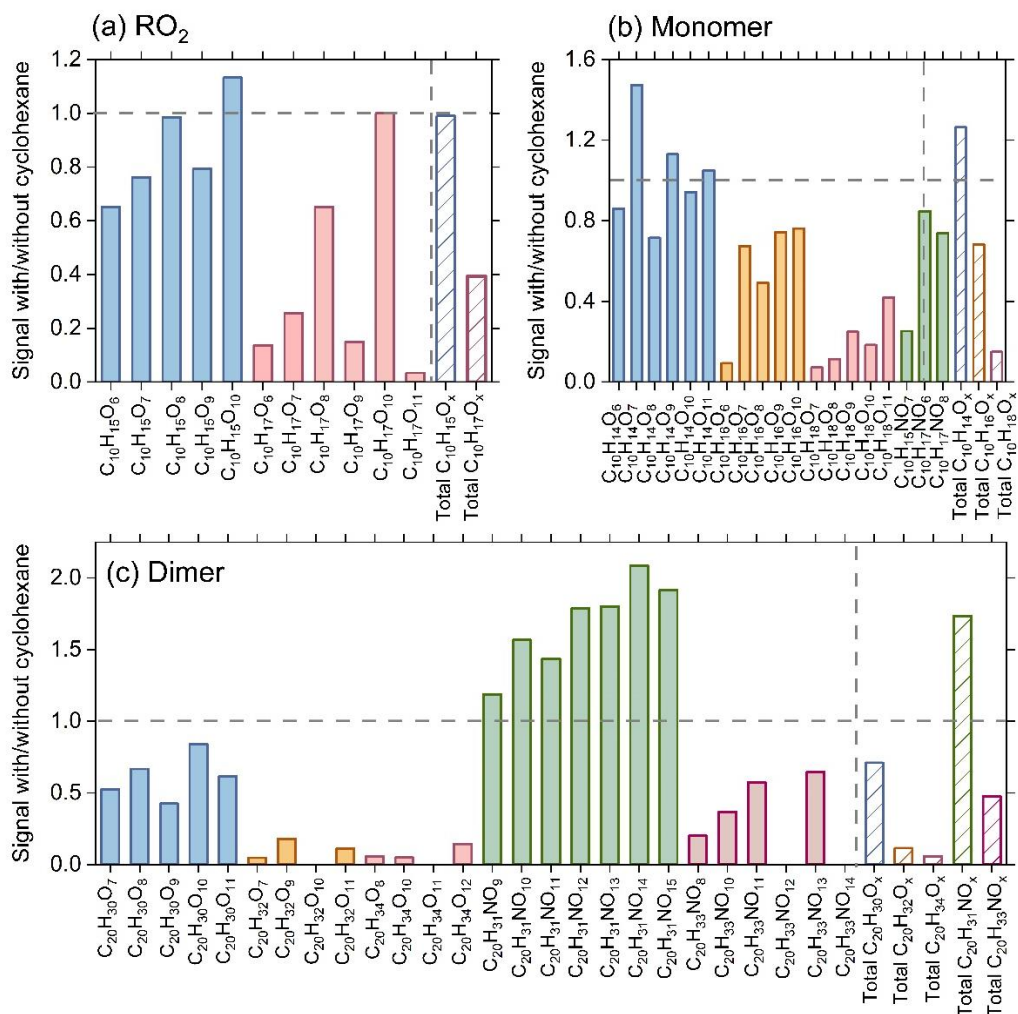 (a) RO₂
Signal with/without cyclohexane
1.2
1.0
0.8
0.6
0.4
0.2
0.0
C₁₀H₁₅O₆
C₁₀H₁₅O₇
C₁₀H₁₅O₈
C₁₀H₁₅O₉
C₁₀H₁₅O₁₀
C₁₀H₁₇O₆
C₁₀H₁₇O₇
C₁₀H₁₇O₈
C₁₀H₁₇O₉
C₁₀H₁₇O₁₀
C₁₀H₁₇O₁₁
Total C₁₀H₁₅Oₓ
Total C₁₀H₁₇Oₓ
(b) Monomer
Signal with/without cyclohexane
1.6
1.2
0.8
0.4
0.0
C₁₀H₁₄O₆
C₁₀H₁₄O₇
C₁₀H₁₄O₈
C₁₀H₁₄O₉
C₁₀H₁₄O₁₀
C₁₀H₁₄O₁₁
C₁₀H₁₆O₆
C₁₀H₁₆O₇
C₁₀H₁₆O₈
C₁₀H₁₆O₉
C₁₀H₁₆O₁₀
C₁₀H₁₈O₇
C₁₀H₁₈O₈
C₁₀H₁₈O₉
C₁₀H₁₈O₁₀
C₁₀H₁₈O₁₁
C₁₀H₁₅NO₇
C₁₀H₁₇NO₆
C₁₀H₁₇NO₈
Total C₁₀H₁₄Oₓ
Total C₁₀H₁₆Oₓ
Total C₁₀H₁₈Oₓ
(c) Dimer
Signal with/without cyclohexane
2.0
1.5
1.0
0.5
0.0
C₂₀H₃₀O₇
C₂₀H₃₀O₈
C₂₀H₃₀O₉
C₂₀H₃₀O₁₀
C₂₀H₃₀O₁₁
C₂₀H₃₂O₇
C₂₀H₃₂O₉
C₂₀H₃₂O₁₀
C₂₀H₃₂O₁₁
C₂₀H₃₄O₈
C₂₀H₃₄O₁₀
C₂₀H₃₄O₁₁
C₂₀H₃₄O₁₂
C₂₀H₃₁NO₉
C₂₀H₃₁NO₁₀
C₂₀H₃₁NO₁₁
C₂₀H₃₁NO₁₂
C₂₀H₃₁NO₁₃
C₂₀H₃₁NO₁₄
C₂₀H₃₁NO₁₅
C₂₀H₃₃NO₈
C₂₀H₃₃NO₁₀
C₂₀H₃₃NO₁₁
C₂₀H₃₃NO₁₂
C₂₀H₃₃NO₁₃
C₂₀H₃₃NO₁₄
Total C₂₀H₃₀Oₓ
Total C₂₀H₃₂Oₓ
Total C₂₀H₃₄Oₓ
Total C₂₀H₃₁NOₓ
Total C₂₀H₃₃NOₓ